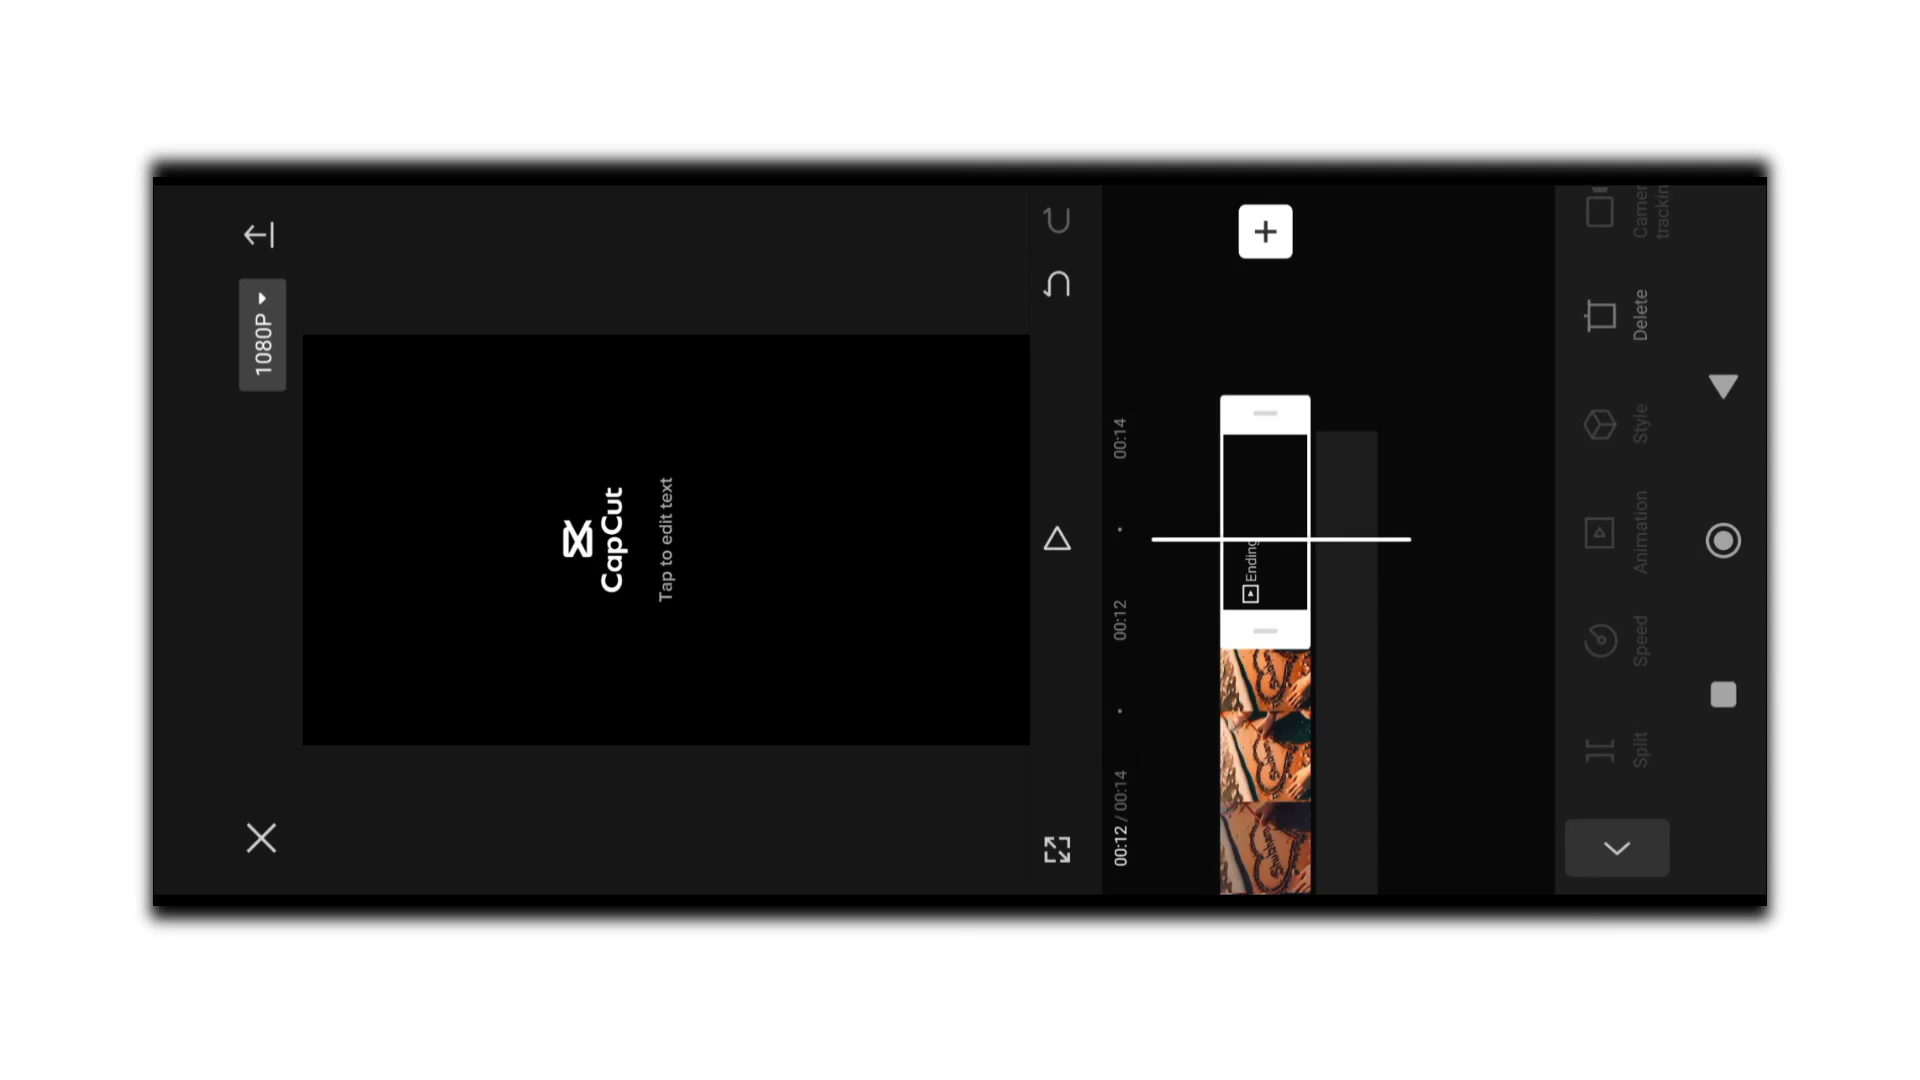 1080P
CapCut
Tap to edit text
00:12 / 00:14
00:12
00:14
Ending
Split
Speed
Animation
Style
Delete